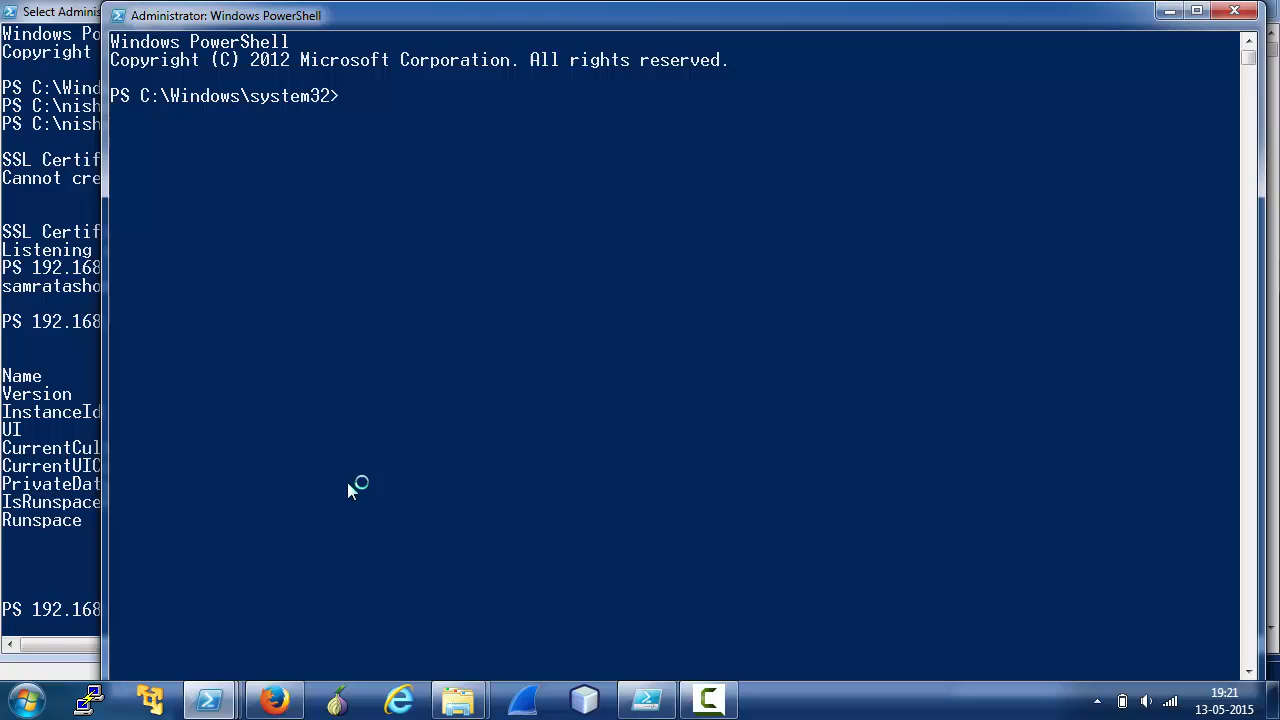 Select Adminis
Administrator: Windows PowerShell
Windows Po
Copyright
PS C:\Wind
PS C:\nish
PS C:\nish
SSL Certif
Cannot cre
SSL Certif
Listening
PS 192.168
samratasho
PS 192.168
Name
Version
InstanceId
UI
CurrentCul
CurrentUIC
PrivateDat
IsRunspace
Runspace
PS 192.168
Windows PowerShell
Copyright (C) 2012 Microsoft Corporation. All rights reserved.
PS C:\Windows\system32>
19:21
13-05-2015